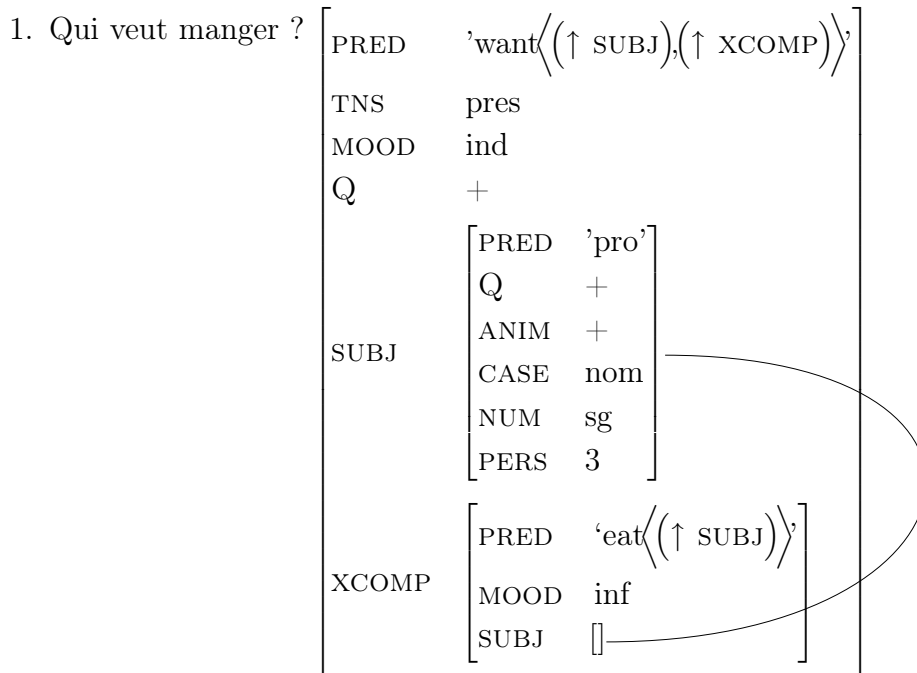 1. Qui veut manger ?
PRED ’want⟨(↑ SUBJ),(↑ XCOMP)⟩’
TNS pres
MOOD ind
Q +
SUBJ
PRED ’pro’
Q +
ANIM +
CASE nom
NUM sg
PERS 3
XCOMP
PRED ‘eat⟨(↑ SUBJ)⟩’
MOOD inf
SUBJ []